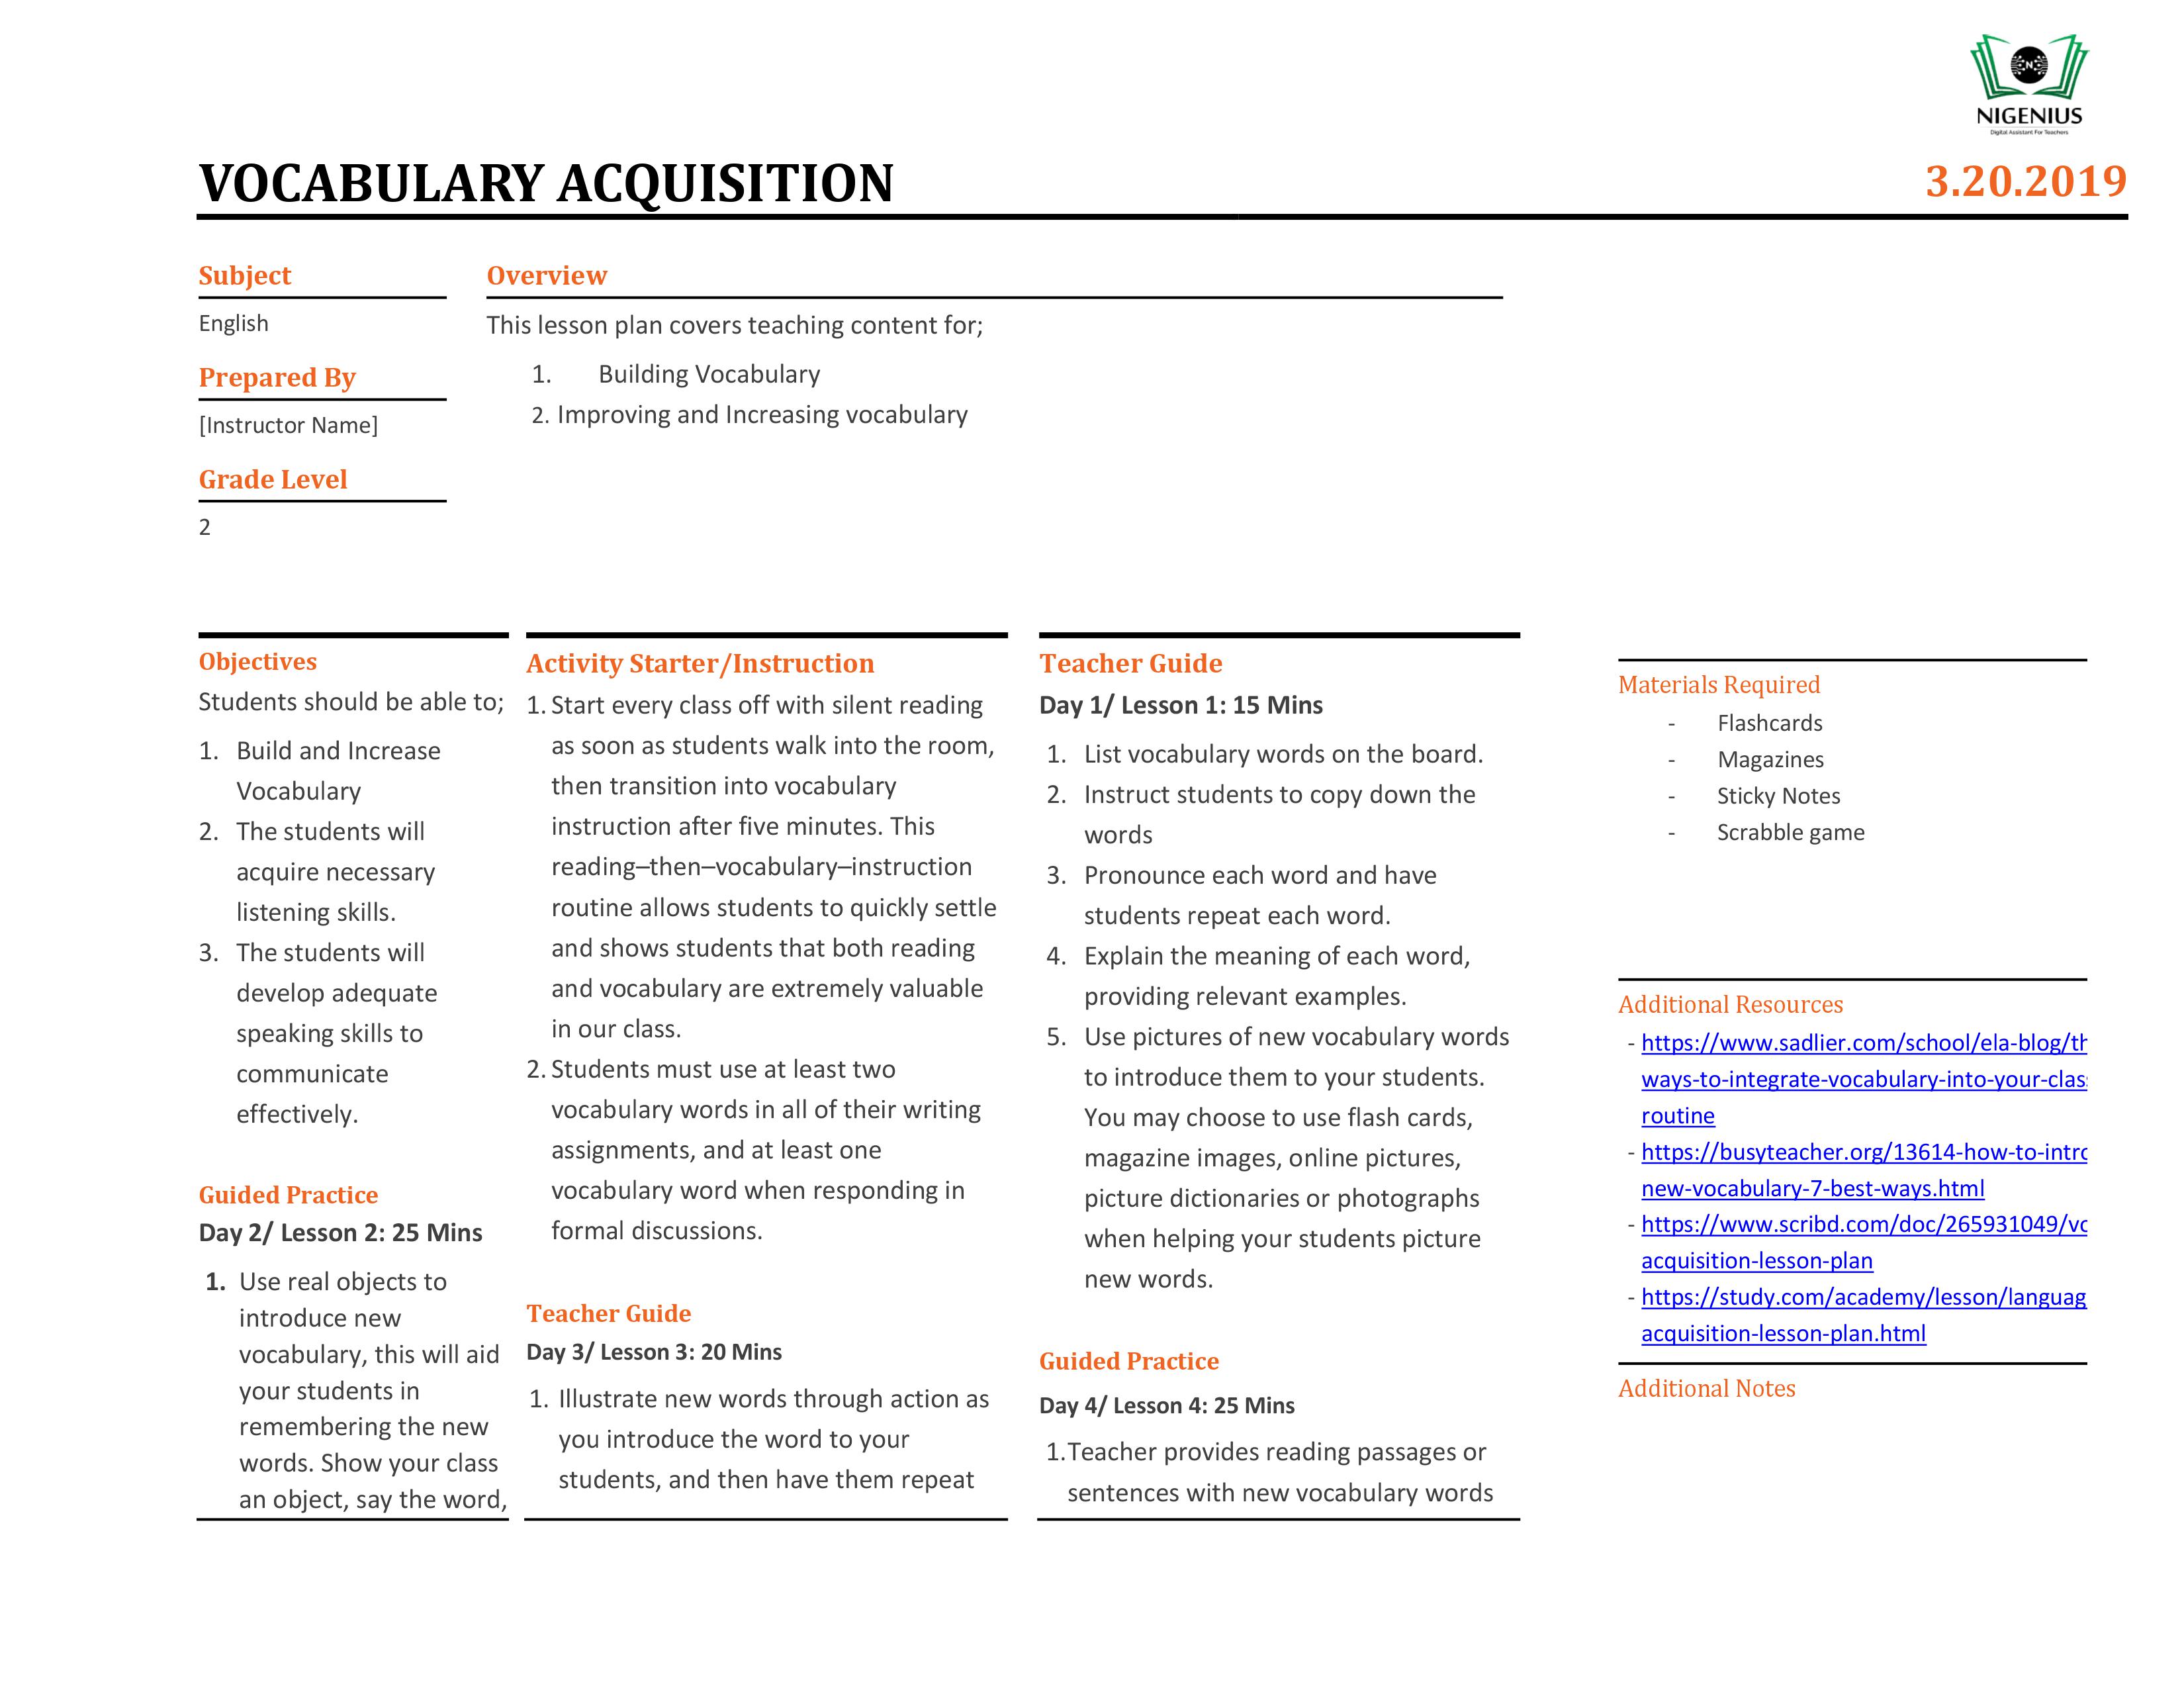 NIGENIUS
Digital Assistant For Teachers
VOCABULARY ACQUISITION
3.20.2019
Subject
English
Prepared By
[Instructor Name]
Grade Level
2
Overview
This lesson plan covers teaching content for;
1. Building Vocabulary
2. Improving and Increasing vocabulary
Objectives
Students should be able to;
1. Build and Increase
Vocabulary
2. The students will
acquire necessary
listening skills.
3. The students will
develop adequate
speaking skills to
communicate
effectively.
Guided Practice
Day 2/ Lesson 2: 25 Mins
1. Use real objects to
introduce new
vocabulary, this will aid
your students in
remembering the new
words. Show your class
an object, say the word,
Activity Starter/Instruction
1. Start every class off with silent reading
as soon as students walk into the room,
then transition into vocabulary
instruction after five minutes. This
reading–then–vocabulary–instruction
routine allows students to quickly settle
and shows students that both reading
and vocabulary are extremely valuable
in our class.
2. Students must use at least two
vocabulary words in all of their writing
assignments, and at least one
vocabulary word when responding in
formal discussions.
Teacher Guide
Day 3/ Lesson 3: 20 Mins
1. Illustrate new words through action as
you introduce the word to your
students, and then have them repeat
Teacher Guide
Day 1/ Lesson 1: 15 Mins
1. List vocabulary words on the board.
2. Instruct students to copy down the
words
3. Pronounce each word and have
students repeat each word.
4. Explain the meaning of each word,
providing relevant examples.
5. Use pictures of new vocabulary words
to introduce them to your students.
You may choose to use flash cards,
magazine images, online pictures,
picture dictionaries or photographs
when helping your students picture
new words.
Guided Practice
Day 4/ Lesson 4: 25 Mins
1.Teacher provides reading passages or
sentences with new vocabulary words
Materials Required
- Flashcards
- Magazines
- Sticky Notes
- Scrabble game
Additional Resources
- https://www.sadlier.com/school/ela-blog/th
ways-to-integrate-vocabulary-into-your-clas
routine
- https://busyteacher.org/13614-how-to-intro
new-vocabulary-7-best-ways.html
- https://www.scribd.com/doc/265931049/vo
acquisition-lesson-plan
- https://study.com/academy/lesson/languag
acquisition-lesson-plan.html
Additional Notes